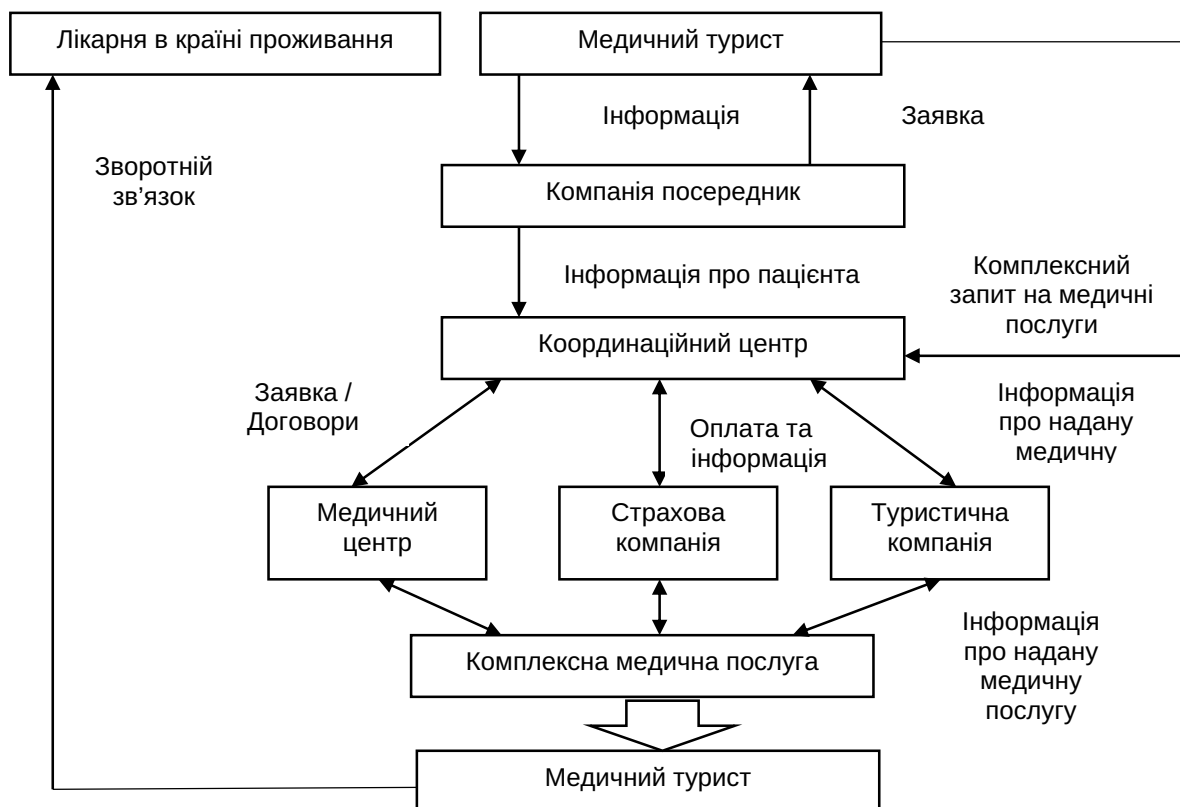 Лікарня в країні проживання
Медичний турист
Інформація
Заявка
Зворотній
зв’язок
Компанія посередник
Інформація про пацієнта
Комплексний
запит на медичні
послуги
Координаційний центр
Заявка /
Договори
Оплата та
інформація
Інформація
про надану
медичну
Медичний
центр
Страхова
компанія
Туристична
компанія
Комплексна медична послуга
Інформація
про надану
медичну
послугу
Медичний турист